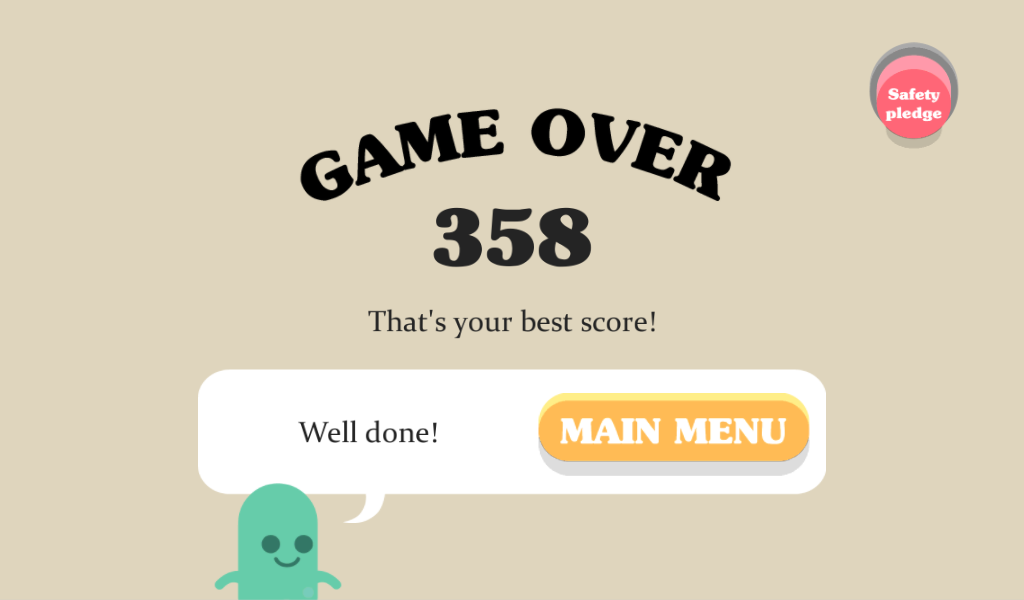 Safety
pledge
GAME OVER
358
That's your best score!
Well done!
MAIN MENU